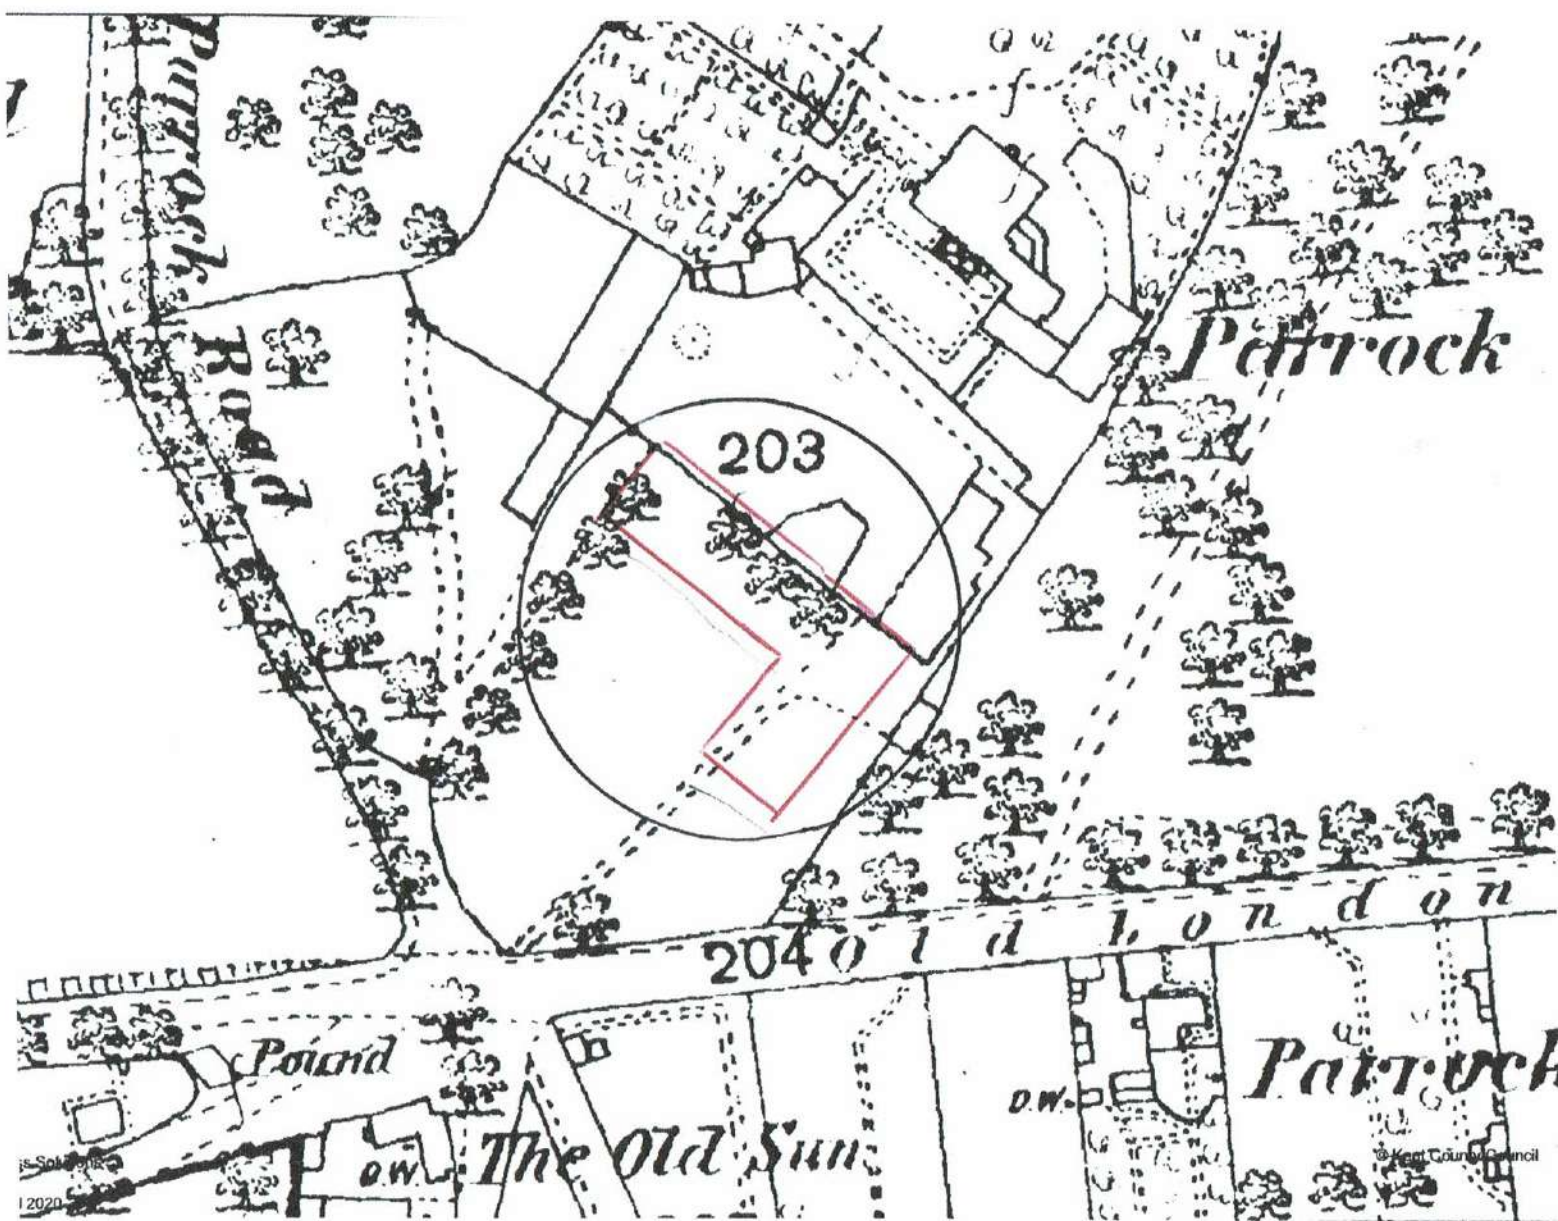 Parrock
Road
Parrock
203
204
Old London
Pound
The Old Sun
D.W.
D.W.
Parrock
© Kent County Council
2020